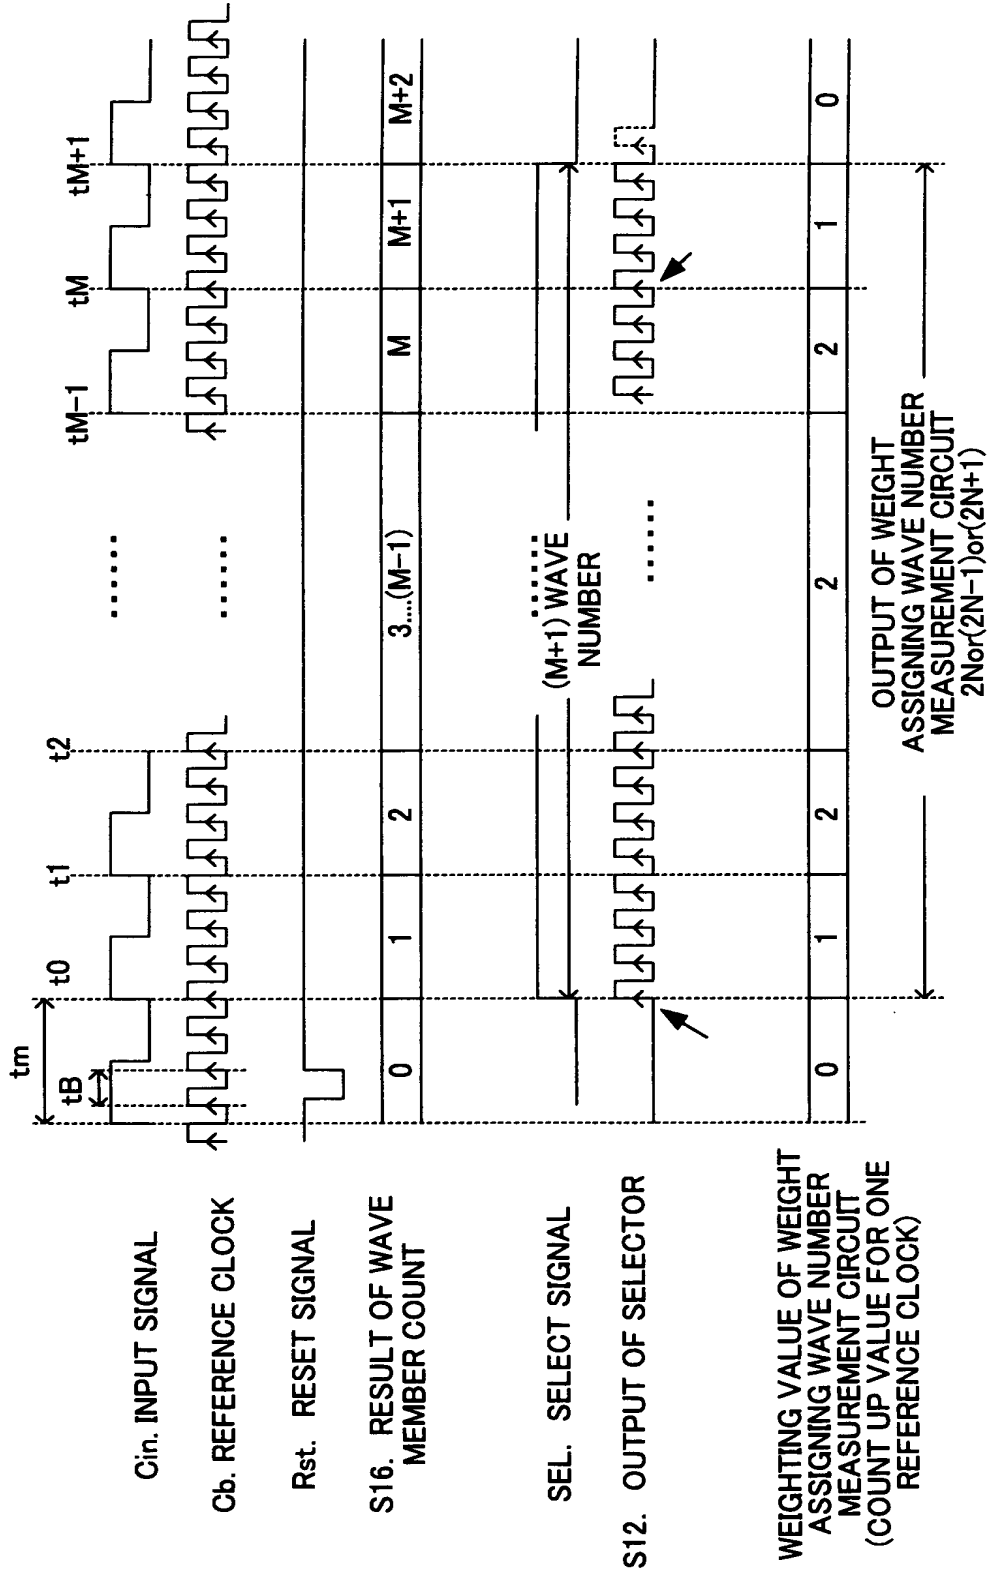 tm
tB
t0
t1
t2
tM-1
tM
tM+1
Cin. INPUT SIGNAL
.....
Cb. REFERENCE CLOCK
.....
Rst. RESET SIGNAL
S16. RESULT OF WAVE
MEMBER COUNT
0
1
2
3....(M-1)
M
M+1
M+2
SEL. SELECT SIGNAL
......
(M+1) WAVE
NUMBER
S12. OUTPUT OF SELECTOR
.....
WEIGHTING VALUE OF WEIGHT
ASSIGNING WAVE NUMBER
MEASUREMENT CIRCUIT
(COUNT UP VALUE FOR ONE
REFERENCE CLOCK)
0
1
2
2
2
1
0
OUTPUT OF WEIGHT
ASSIGNING WAVE NUMBER
MEASUREMENT CIRCUIT
2Nor(2N-1)or(2N+1)